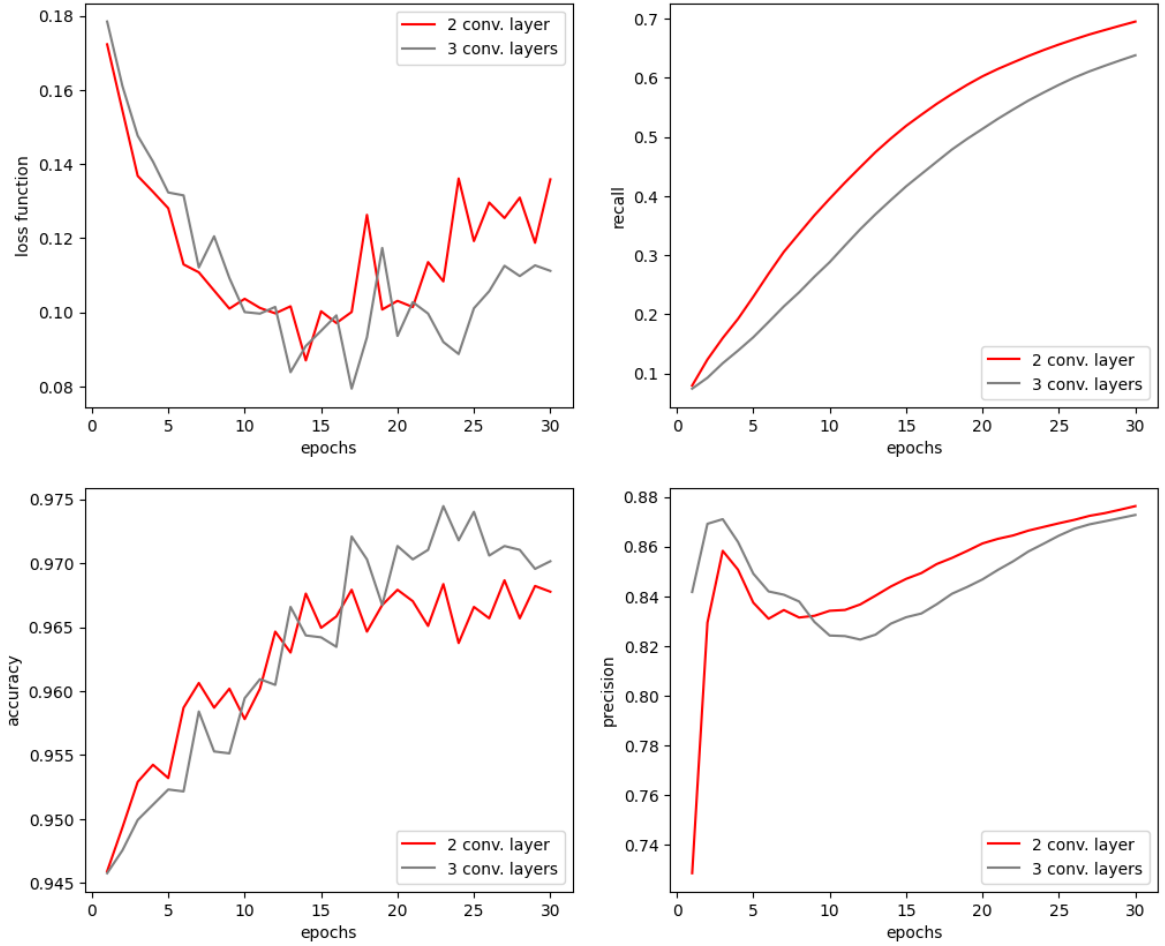 0.18
0.16
0.14
0.12
0.10
0.08
loss function
2 conv. layer
3 conv. layers
0 5 10 15 20 25 30
epochs
0.7
0.6
0.5
0.4
0.3
0.2
0.1
recall
2 conv. layer
3 conv. layers
0 5 10 15 20 25 30
epochs
0.975
0.970
0.965
0.960
0.955
0.950
0.945
accuracy
2 conv. layer
3 conv. layers
0 5 10 15 20 25 30
epochs
0.88
0.86
0.84
0.82
0.80
0.78
0.76
0.74
precision
2 conv. layer
3 conv. layers
0 5 10 15 20 25 30
epochs